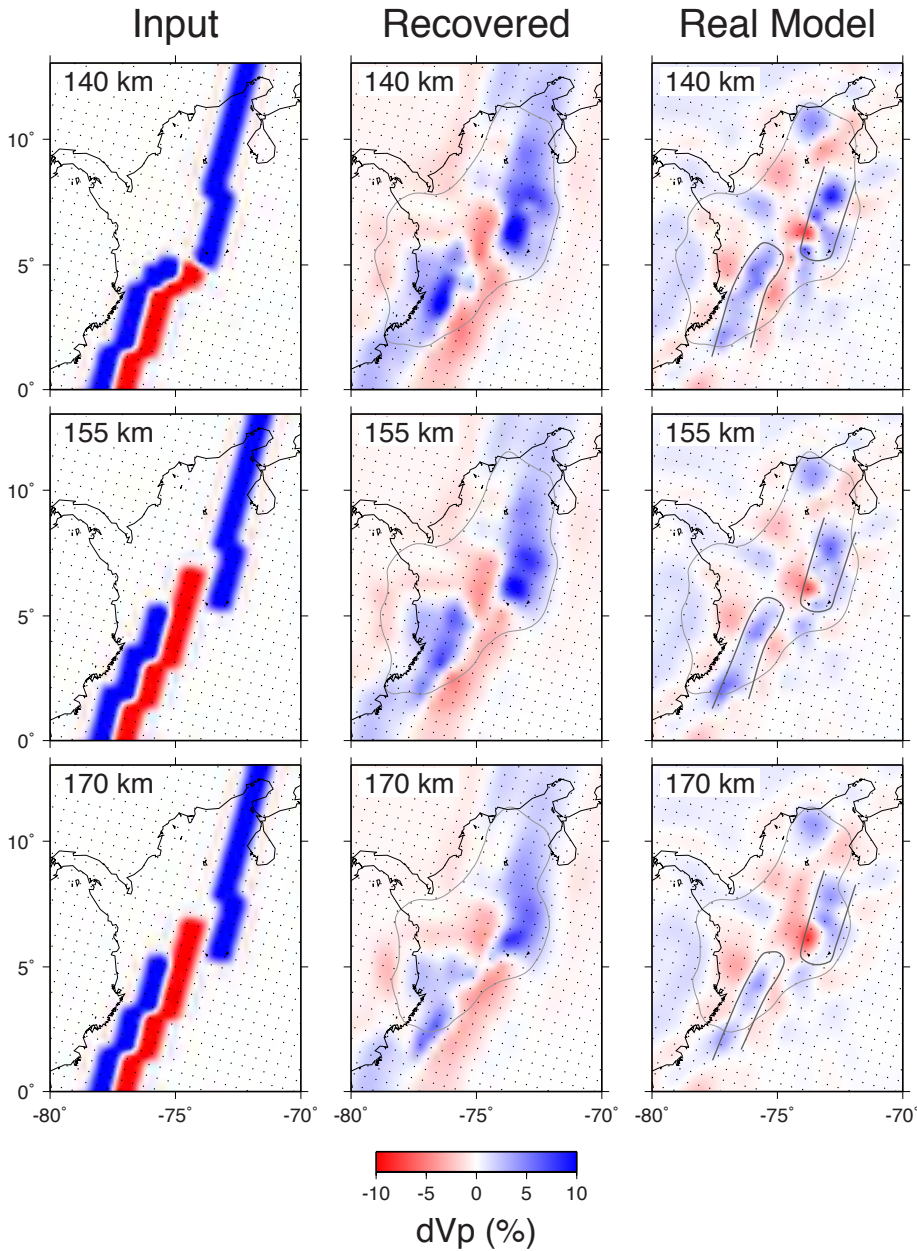 Input Recovered Real Model
140 km 140 km 140 km
10˚
5˚
0˚
155 km 155 km 155 km
10˚
5˚
0˚
170 km 170 km 170 km
10˚
5˚
0˚
-80˚ -75˚ -70˚ -80˚ -75˚ -70˚ -80˚ -75˚ -70˚
-10 -5 0 5 10
dVp (%)